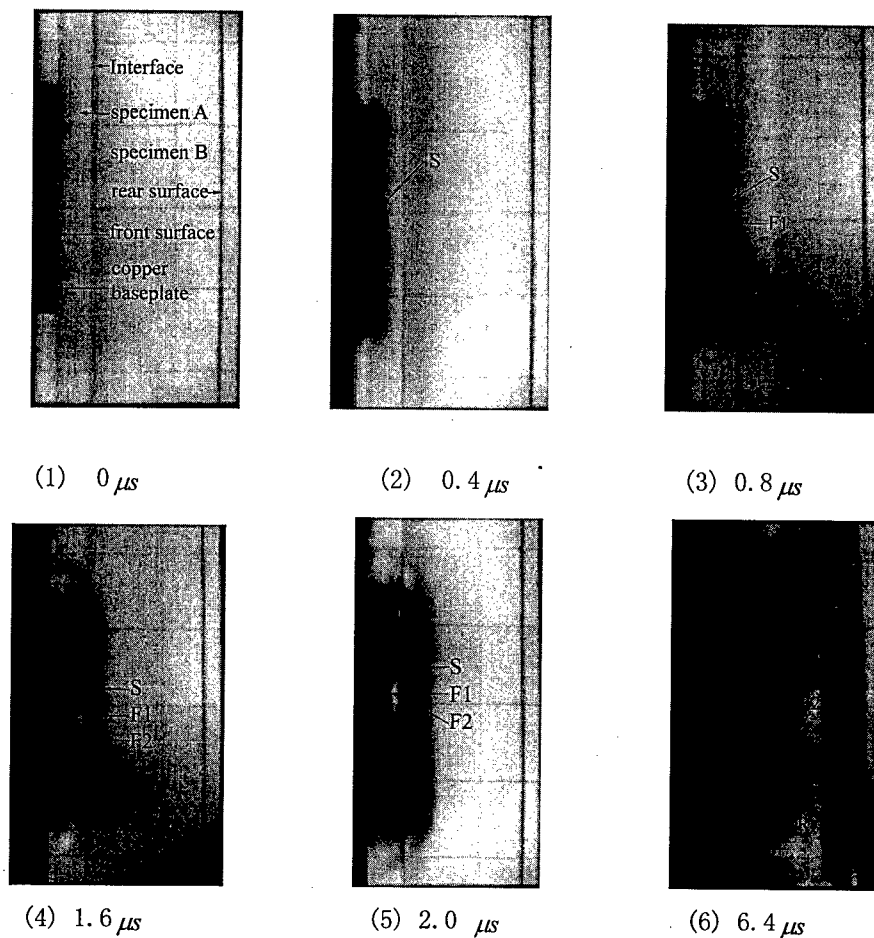 Interface
specimen A
specimen B
rear surface
front surface
copper
baseplate
S
S
F1
(1) 0 μs
(2) 0.4 μs
(3) 0.8 μs
S
F1
F2
S
F1
F2
(4) 1.6 μs
(5) 2.0 μs
(6) 6.4 μs